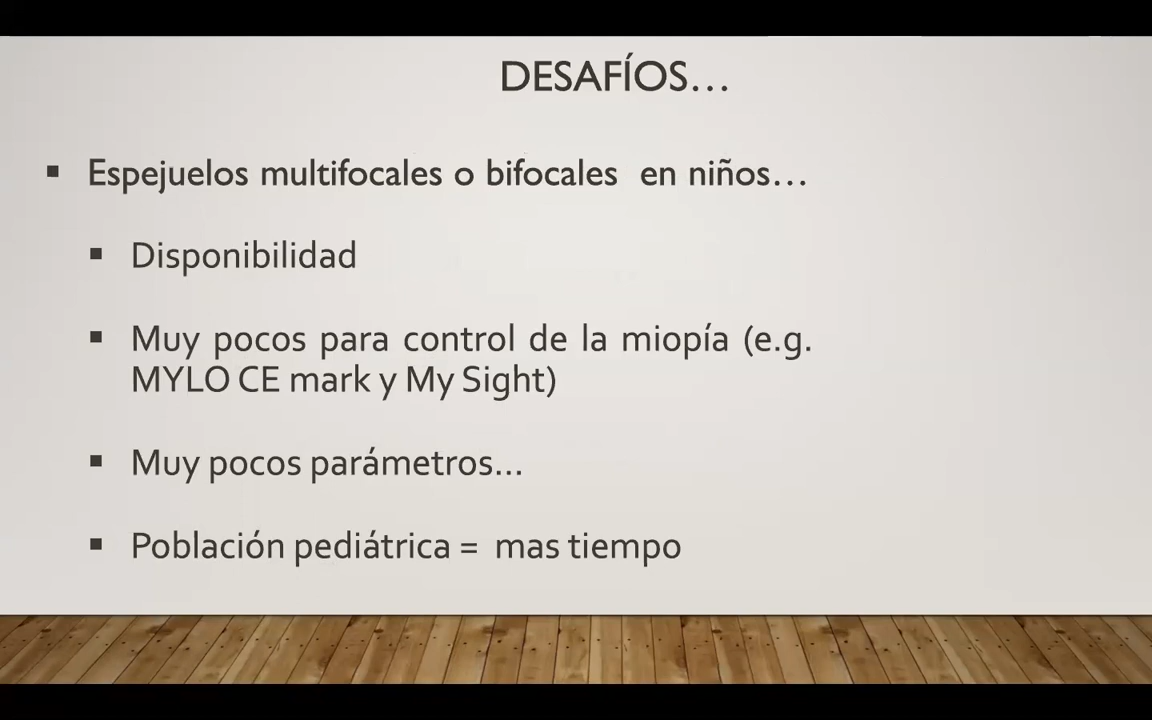 DESAFÍOS...
Espejuelos multifocales o bifocales en niños...
Disponibilidad
Muy pocos para control de la miopía (e.g.
MYLO CE mark y My Sight)
Muy pocos parámetros...
Población pediátrica = mas tiempo